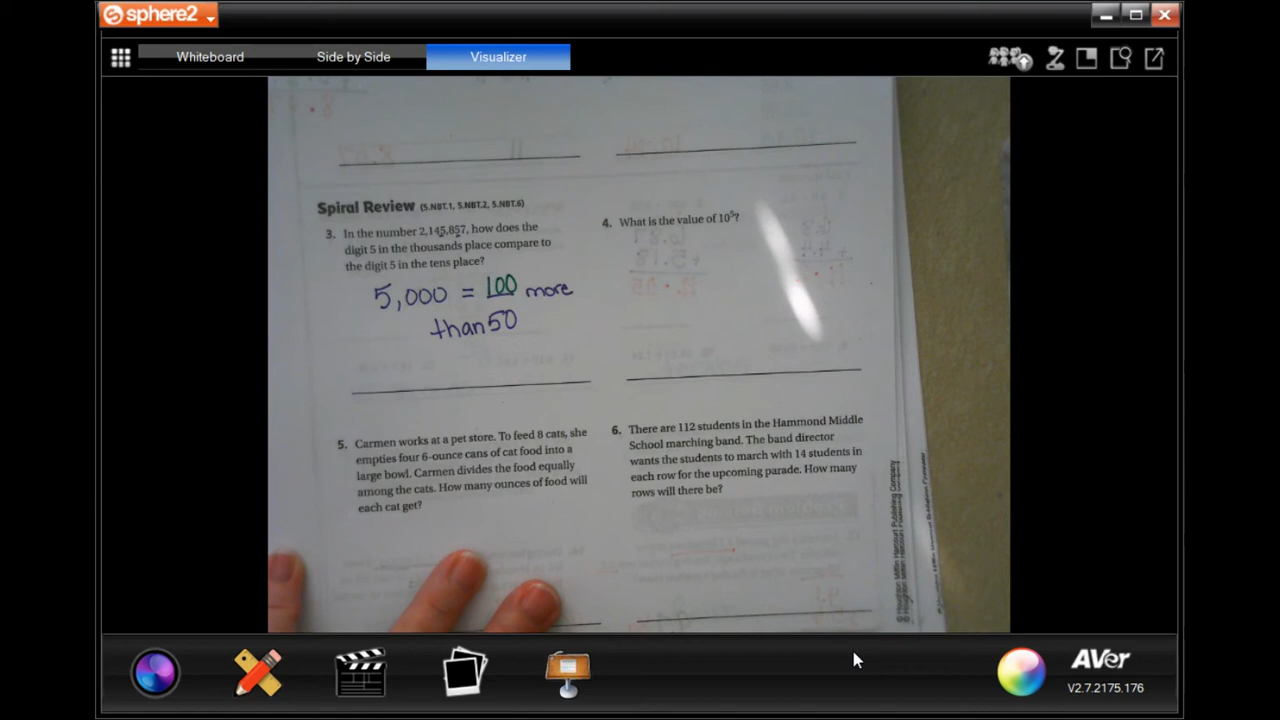 sphere2
Whiteboard Side by Side Visualizer
Spiral Review (5.NBT.1, 5.NBT.2, 5.NBT.6)
3. In the number 2,145,857, how does the
digit 5 in the thousands place compare to
the digit 5 in the tens place?
5,000 = 100 more
than 50
4. What is the value of 10⁵?
5. Carmen works at a pet store. To feed 8 cats, she
empties four 6-ounce cans of cat food into a
large bowl. Carmen divides the food equally
among the cats. How many ounces of food will
each cat get?
6. There are 112 students in the Hammond Middle
School marching band. The band director
wants the students to march with 14 students in
each row for the upcoming parade. How many
rows will there be?
© Houghton Mifflin Harcourt Publishing Company
AVer
V2.7.2175.176